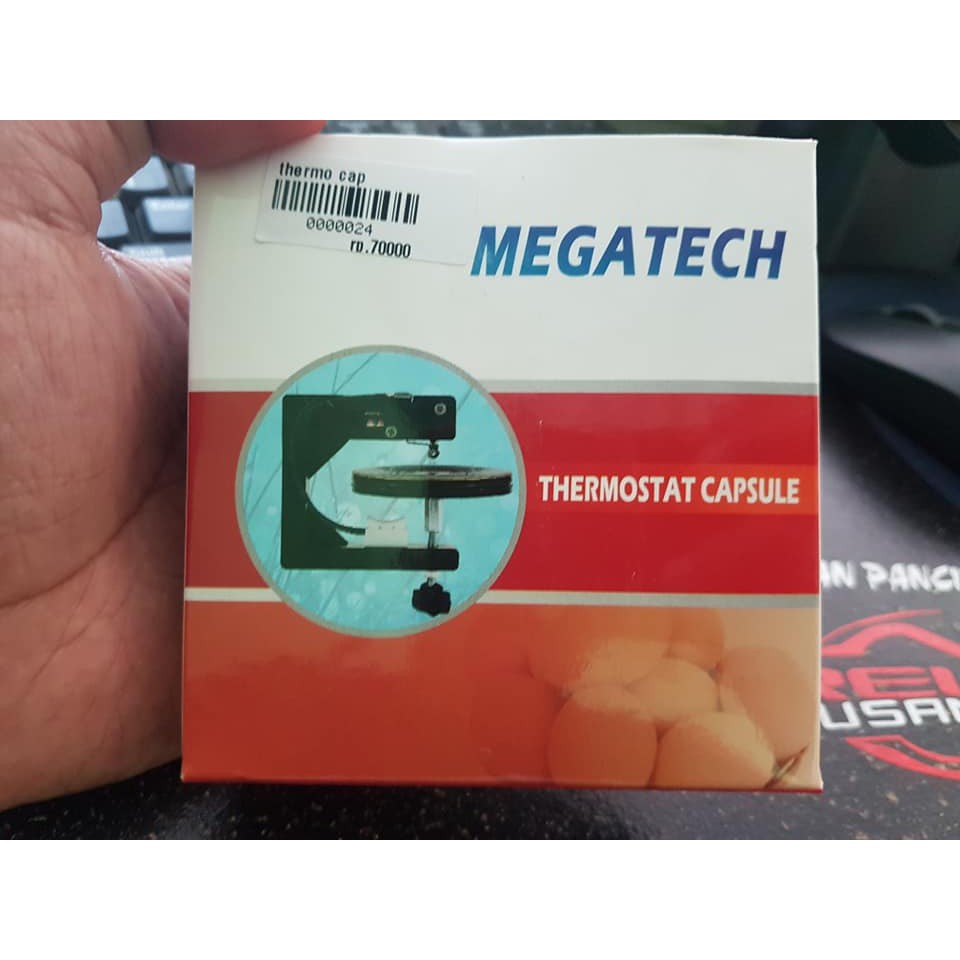 thermo cap
0000024
rp.70000
MEGATECH
THERMOSTAT CAPSULE